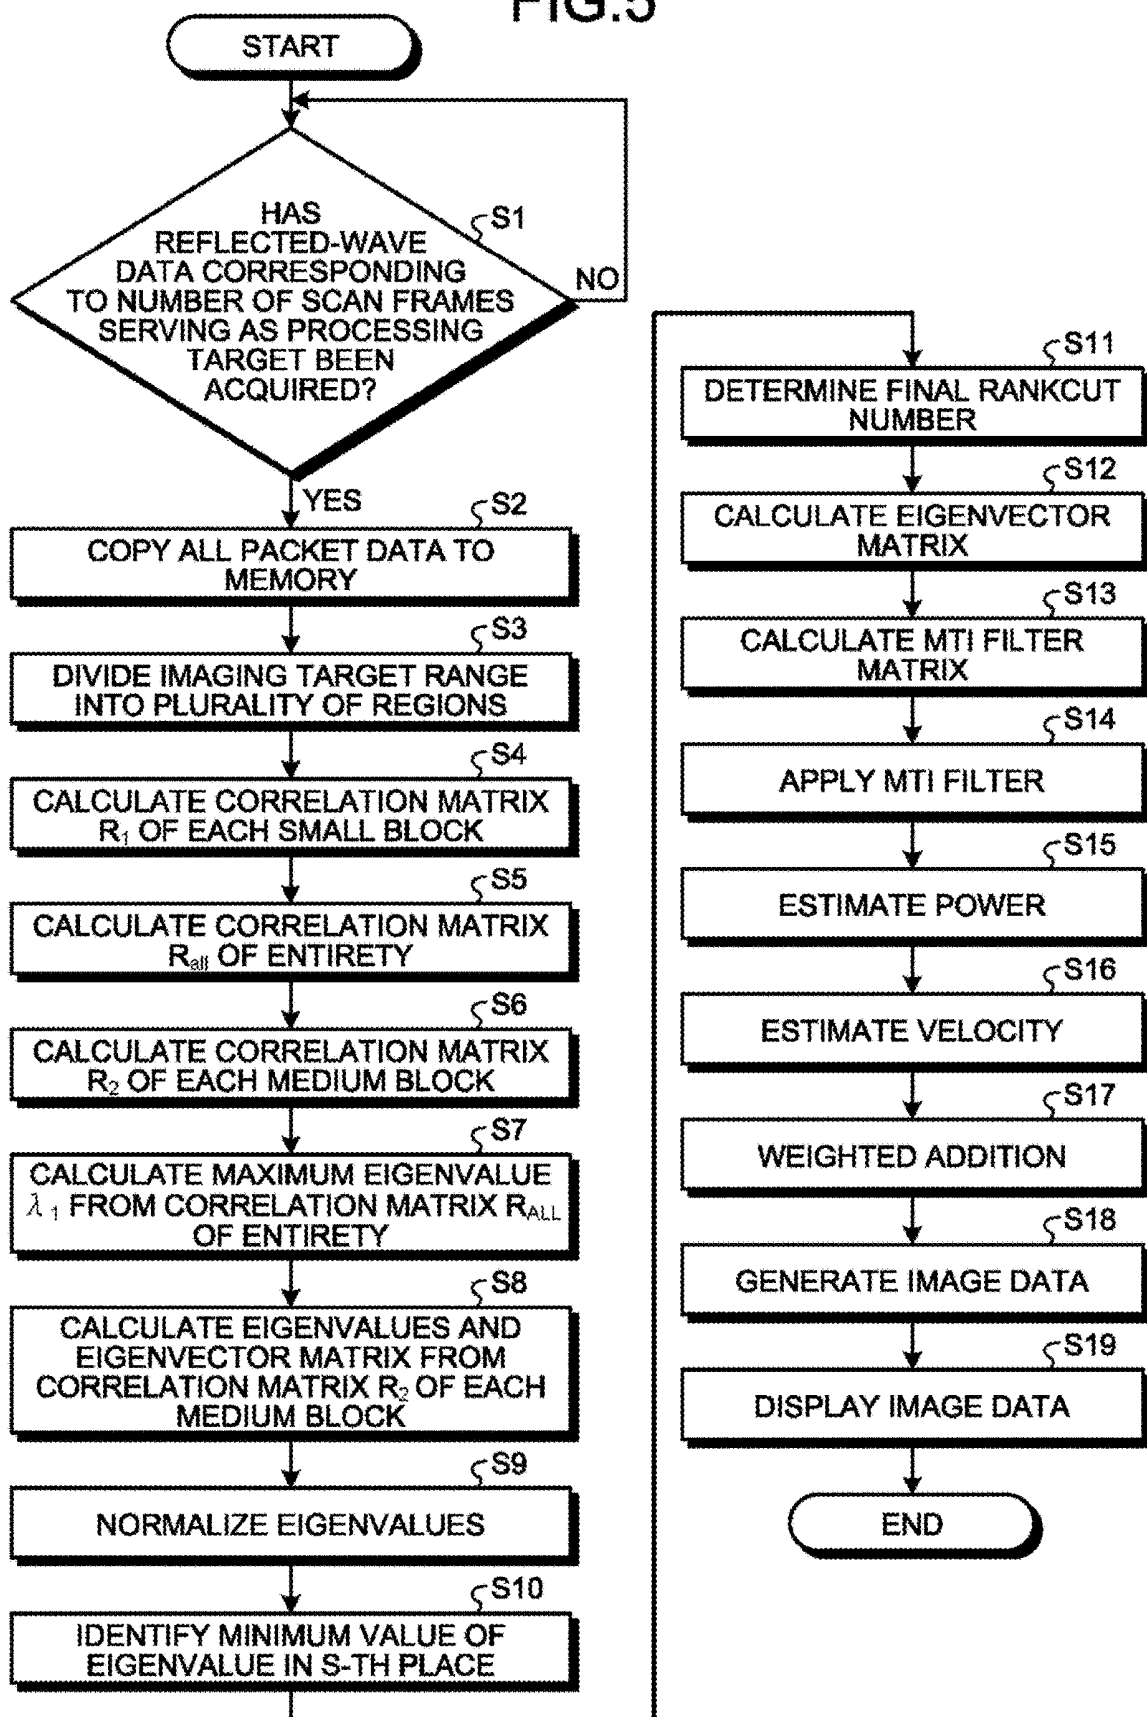 FIG.5
START
S1
HAS
REFLECTED-WAVE
DATA CORRESPONDING
TO NUMBER OF SCAN FRAMES
SERVING AS PROCESSING
TARGET BEEN
ACQUIRED?
NO
YES
S2
COPY ALL PACKET DATA TO
MEMORY
S3
DIVIDE IMAGING TARGET RANGE
INTO PLURALITY OF REGIONS
S4
CALCULATE CORRELATION MATRIX
R₁ OF EACH SMALL BLOCK
S5
CALCULATE CORRELATION MATRIX
Rall OF ENTIRETY
S6
CALCULATE CORRELATION MATRIX
R₂ OF EACH MEDIUM BLOCK
S7
CALCULATE MAXIMUM EIGENVALUE
λ₁ FROM CORRELATION MATRIX RALL
OF ENTIRETY
S8
CALCULATE EIGENVALUES AND
EIGENVECTOR MATRIX FROM
CORRELATION MATRIX R₂ OF EACH
MEDIUM BLOCK
S9
NORMALIZE EIGENVALUES
S10
IDENTIFY MINIMUM VALUE OF
EIGENVALUE IN S-TH PLACE
S11
DETERMINE FINAL RANKCUT
NUMBER
S12
CALCULATE EIGENVECTOR
MATRIX
S13
CALCULATE MTI FILTER
MATRIX
S14
APPLY MTI FILTER
S15
ESTIMATE POWER
S16
ESTIMATE VELOCITY
S17
WEIGHTED ADDITION
S18
GENERATE IMAGE DATA
S19
DISPLAY IMAGE DATA
END